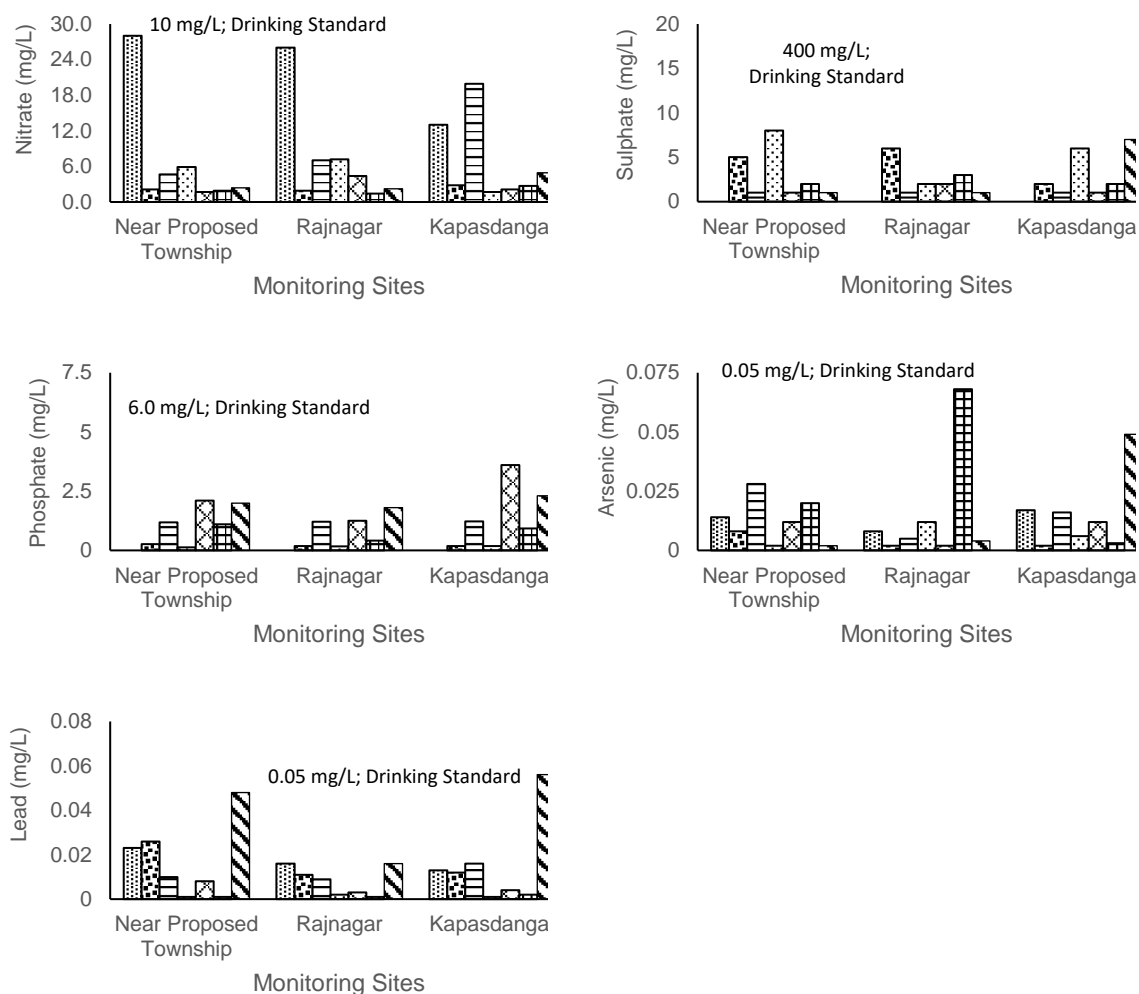 Nitrate (mg/L)
30.0
24.0
18.0
12.0
6.0
0.0
10 mg/L; Drinking Standard
Near Proposed
Township
Rajnagar
Kapasdanga
Monitoring Sites
Sulphate (mg/L)
20
15
10
5
0
400 mg/L;
Drinking Standard
Near Proposed
Township
Rajnagar
Kapasdanga
Monitoring Sites
Phosphate (mg/L)
7.5
5
2.5
0
6.0 mg/L; Drinking Standard
Near Proposed
Township
Rajnagar
Kapasdanga
Monitoring Sites
Arsenic (mg/L)
0.075
0.05
0.025
0
0.05 mg/L; Drinking Standard
Near Proposed
Township
Rajnagar
Kapasdanga
Monitoring Sites
Lead (mg/L)
0.08
0.06
0.04
0.02
0
0.05 mg/L; Drinking Standard
Near Proposed
Township
Rajnagar
Kapasdanga
Monitoring Sites